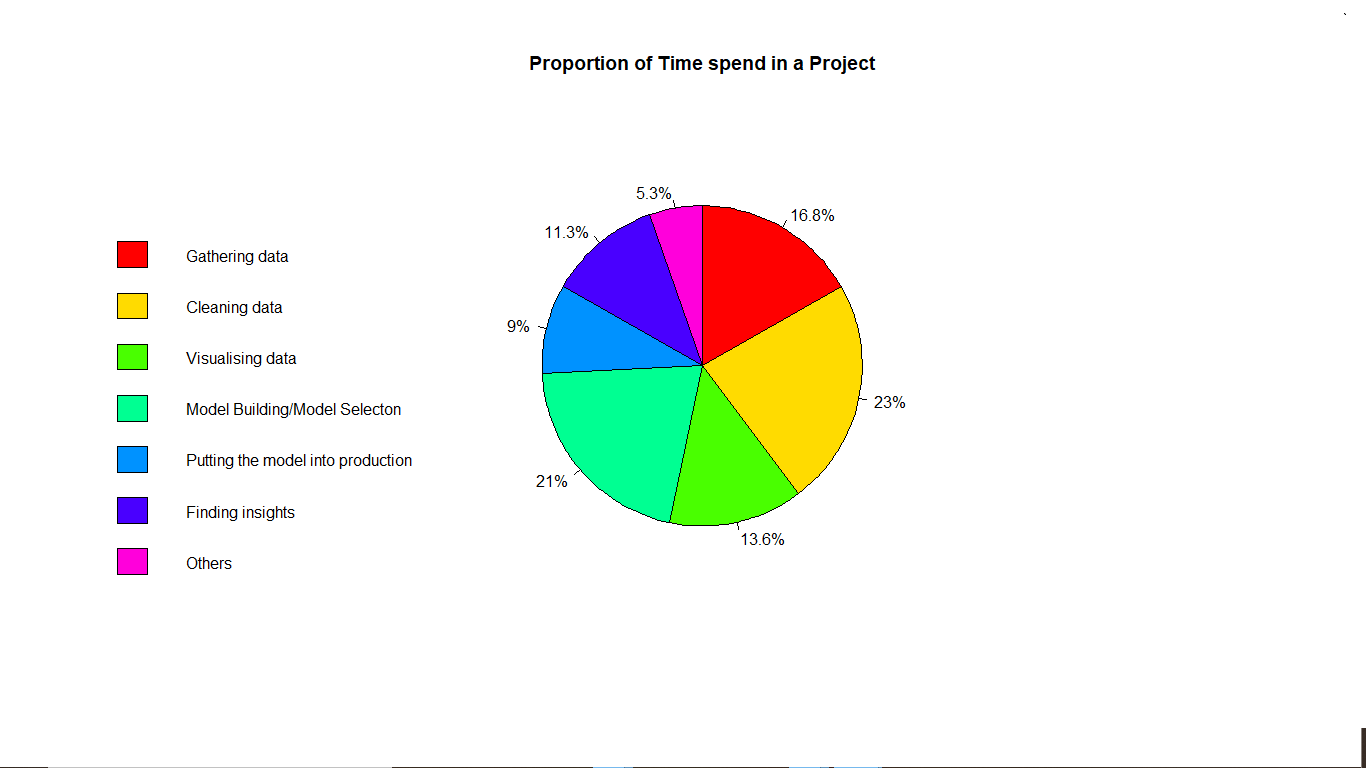 Proportion of Time spend in a Project
5.3%
16.8%
11.3%
9%
23%
21%
13.6%
Gathering data
Cleaning data
Visualising data
Model Building/Model Selecton
Putting the model into production
Finding insights
Others